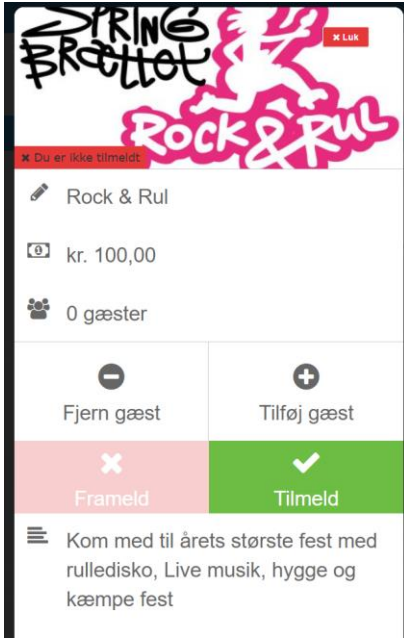 SPRING
BRÆTTET
✖ Luk
ROCK & RUL
✖ Du er ikke tilmeldt
Rock & Rul
kr. 100,00
0 gæster
Fjern gæst
Tilføj gæst
Frameld
Tilmeld
Kom med til årets største fest med
rulledisko, Live musik, hygge og
kæmpe fest